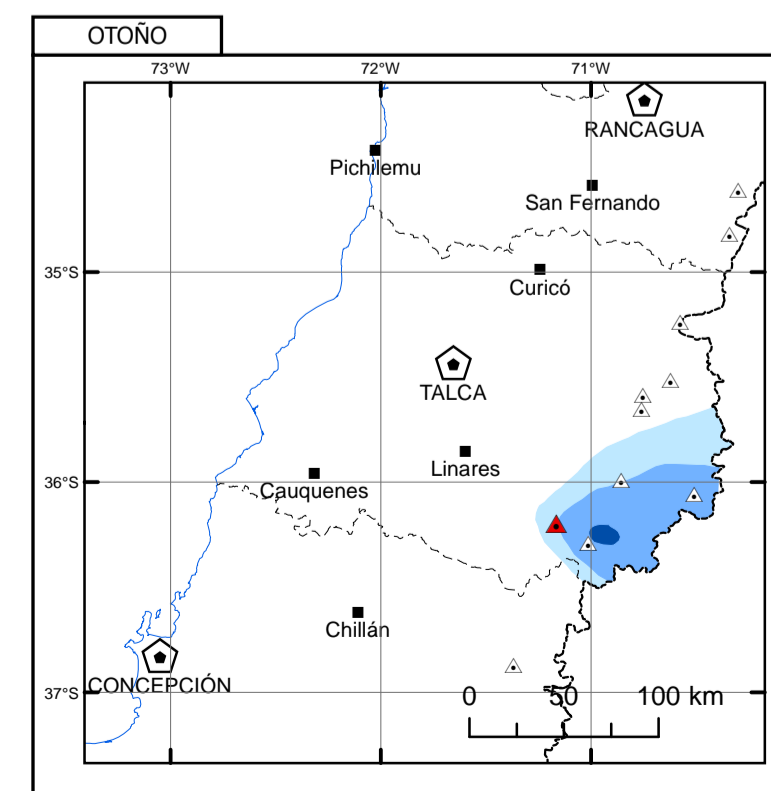 OTOÑO
73°W 72°W 71°W
RANCAGUA
Pichilemu
San Fernando
35°S
Curicó
TALCA
Linares
36°S
Cauquenes
Chillán
CONCEPCIÓN
37°S
0 50 100 km